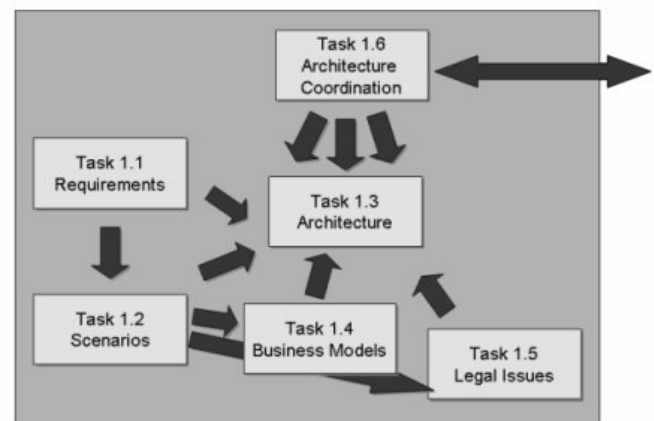 Task 1.6
Architecture
Coordination
Task 1.1
Requirements
Task 1.3
Architecture
Task 1.2
Scenarios
Task 1.4
Business Models
Task 1.5
Legal Issues